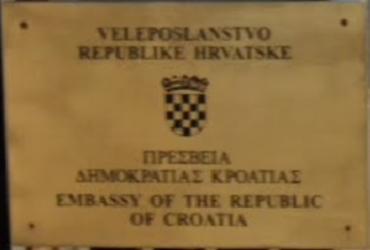 VELEPOSLANSTVO
REPUBLIKE HRVATSKE
ΠΡΕΣΒΕΙΑ
ΔΗΜΟΚΡΑΤΙΑΣ ΚΡΟΑΤΙΑΣ
EMBASSY OF THE REPUBLIC
OF CROATIA